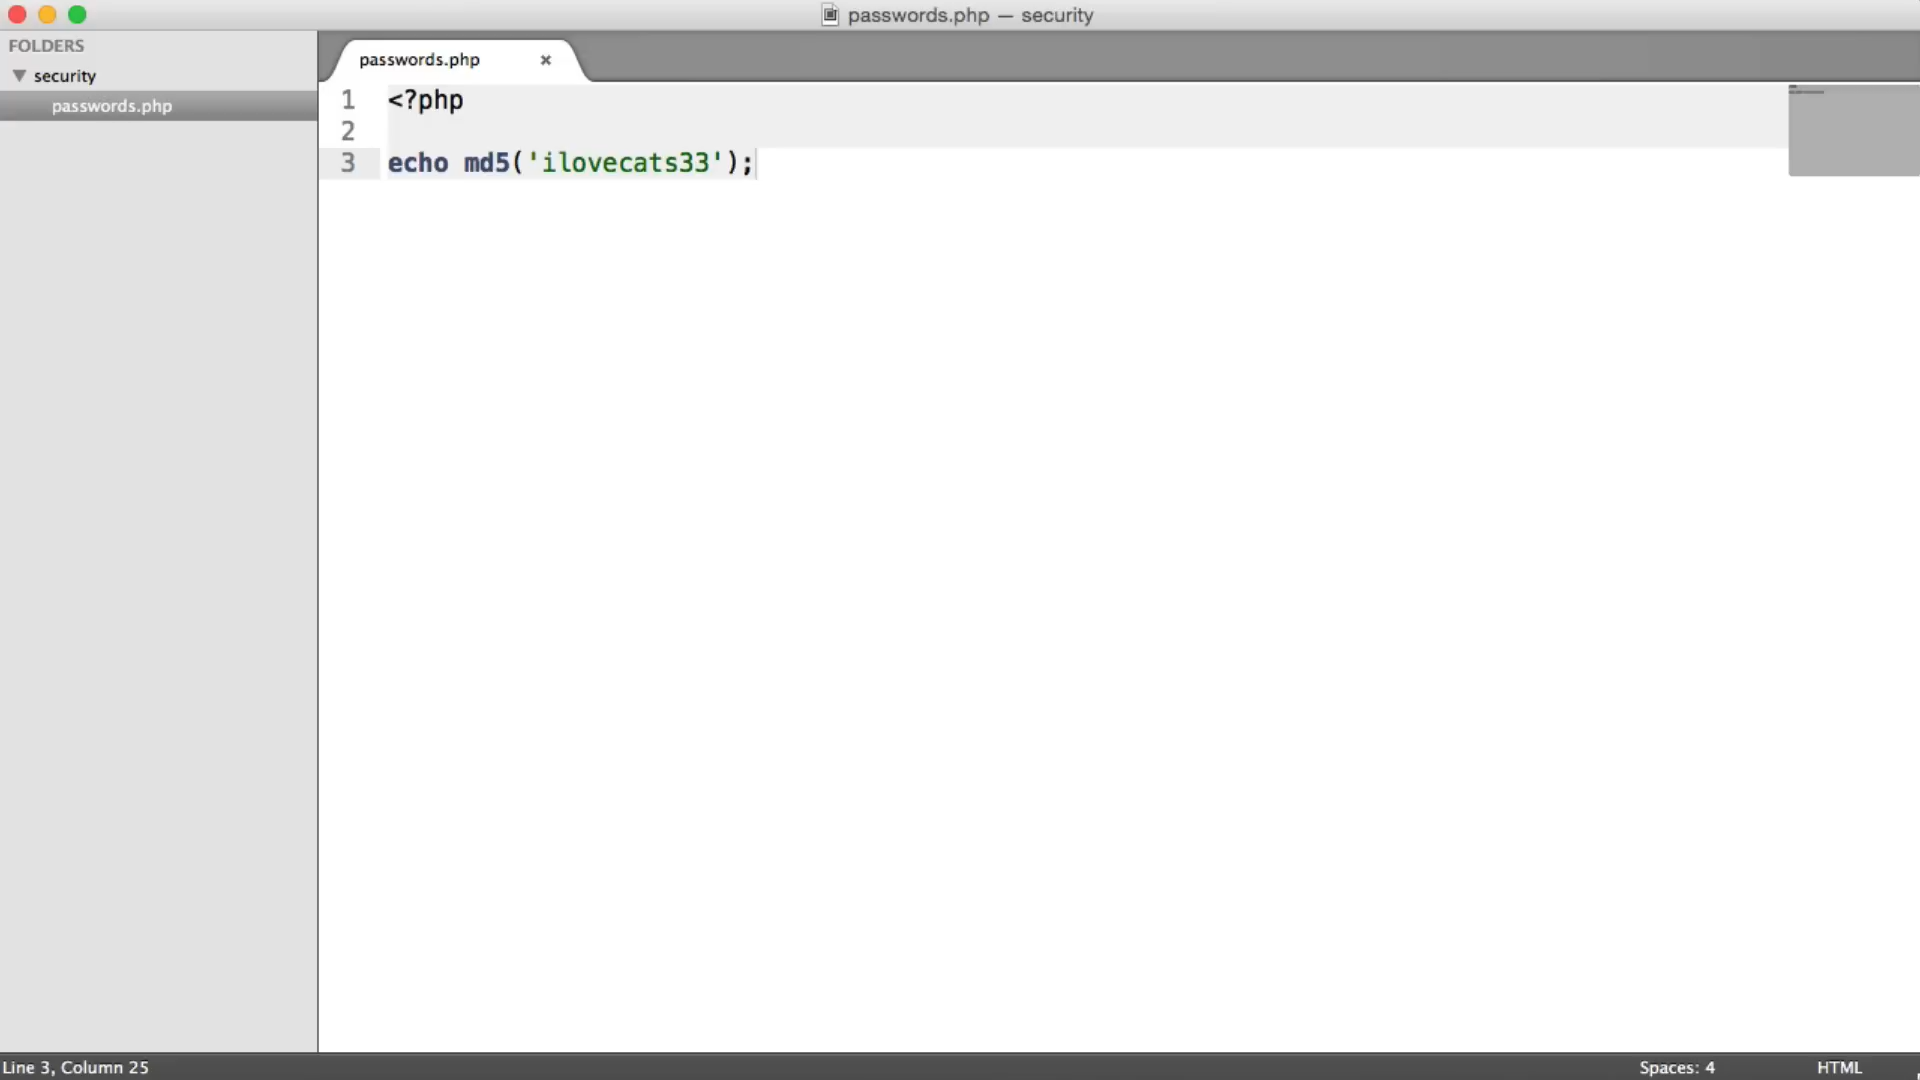 passwords.php — security
FOLDERS
security
passwords.php
passwords.php
1 <?php
2
3 echo md5('ilovecats33');
Line 3, Column 25
Spaces: 4
HTML